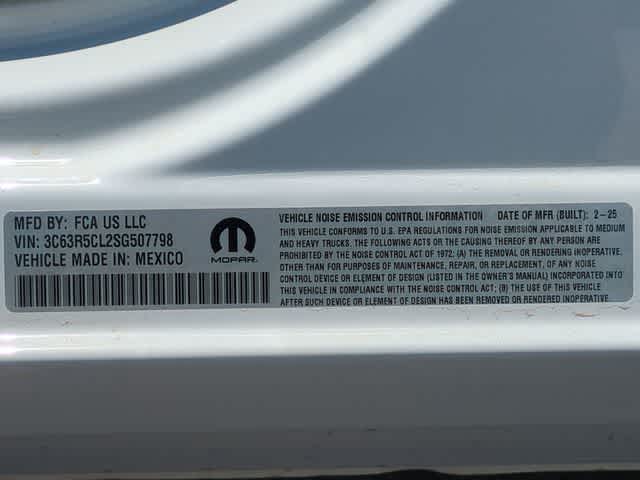 MFD BY: FCA US LLC
VIN: 3C63R5CL2SG507798
VEHICLE MADE IN: MEXICO
MOPAR®
VEHICLE NOISE EMISSION CONTROL INFORMATION DATE OF MFR (BUILT): 2-25
THIS VEHICLE CONFORMS TO U.S. EPA REGULATIONS FOR NOISE EMISSION APPLICABLE TO MEDIUM
AND HEAVY TRUCKS. THE FOLLOWING ACTS OR THE CAUSING THEREOF BY ANY PERSON ARE
PROHIBITED BY THE NOISE CONTROL ACT OF 1972; (A) THE REMOVAL OR RENDERING INOPERATIVE,
OTHER THAN FOR PURPOSES OF MAINTENANCE, REPAIR, OR REPLACEMENT, OF ANY NOISE
CONTROL DEVICE OR ELEMENT OF DESIGN (LISTED IN THE OWNER'S MANUAL) INCORPORATED INTO
THIS VEHICLE IN COMPLIANCE WITH THE NOISE CONTROL ACT; (B) THE USE OF THIS VEHICLE
AFTER SUCH DEVICE OR ELEMENT OF DESIGN HAS BEEN REMOVED OR RENDERED INOPERATIVE.